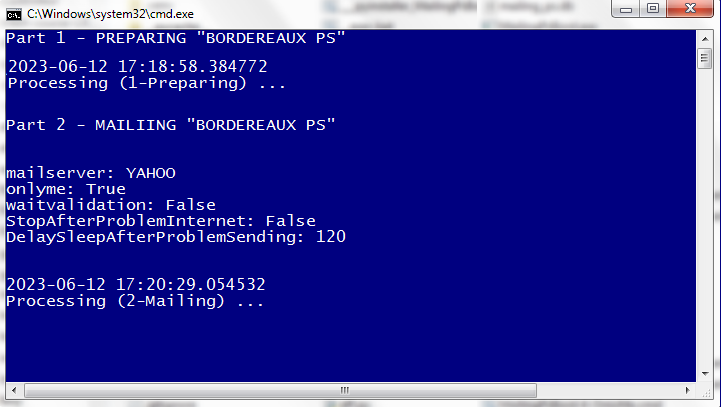 C:\Windows\system32\cmd.exe
Part 1 - PREPARING "BORDEREAUX PS"
2023-06-12 17:18:58.384772
Processing (1-Preparing) ...
Part 2 - MAILIING "BORDEREAUX PS"
mailserver: YAHOO
onlyme: True
waitvalidation: False
StopAfterProblemInternet: False
DelaySleepAfterProblemSending: 120
2023-06-12 17:20:29.054532
Processing (2-Mailing) ...